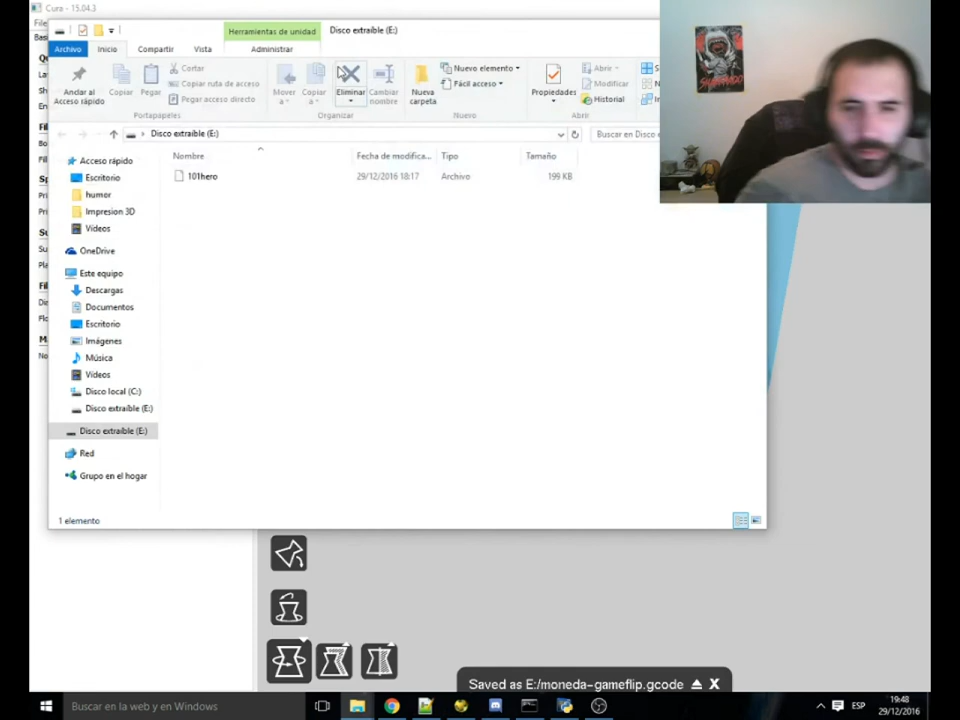 Cura - 15.04.3
File
Herramientas de unidad
Disco extraíble (E:)
Archivo
Inicio
Compartir
Vista
Administrar
Anclar al
Acceso rápido
Copiar
Pegar
Cortar
Copiar ruta de acceso
Pegar acceso directo
Portapapeles
Mover
a
Copiar
a
Eliminar
Cambiar
nombre
Organizar
Nueva
carpeta
Nuevo elemento
Fácil acceso
Nuevo
Propiedades
Abrir
Modificar
Historial
Abrir
Disco extraíble (E:)
Buscar en Disco e
Nombre
Fecha de modifica...
Tipo
Tamaño
101hero
29/12/2016 18:17
Archivo
199 KB
Acceso rápido
Escritorio
humor
Impresion 3D
Vídeos
OneDrive
Este equipo
Descargas
Documentos
Escritorio
Imágenes
Música
Vídeos
Disco local (C:)
Disco extraíble (E:)
Disco extraíble (E:)
Red
Grupo en el hogar
1 elemento
Saved as E:/moneda-gameflip.gcode
Buscar en la web y en Windows
ESP
19:48
29/12/2016